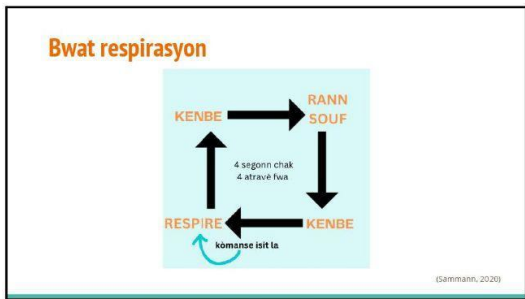 Bwat respirasyon
KENBE
RANN
SOUF
4 segonn chak
4 atravè fwa
RESPIRE
KENBE
kòmanse isit la
(Sammann, 2020)